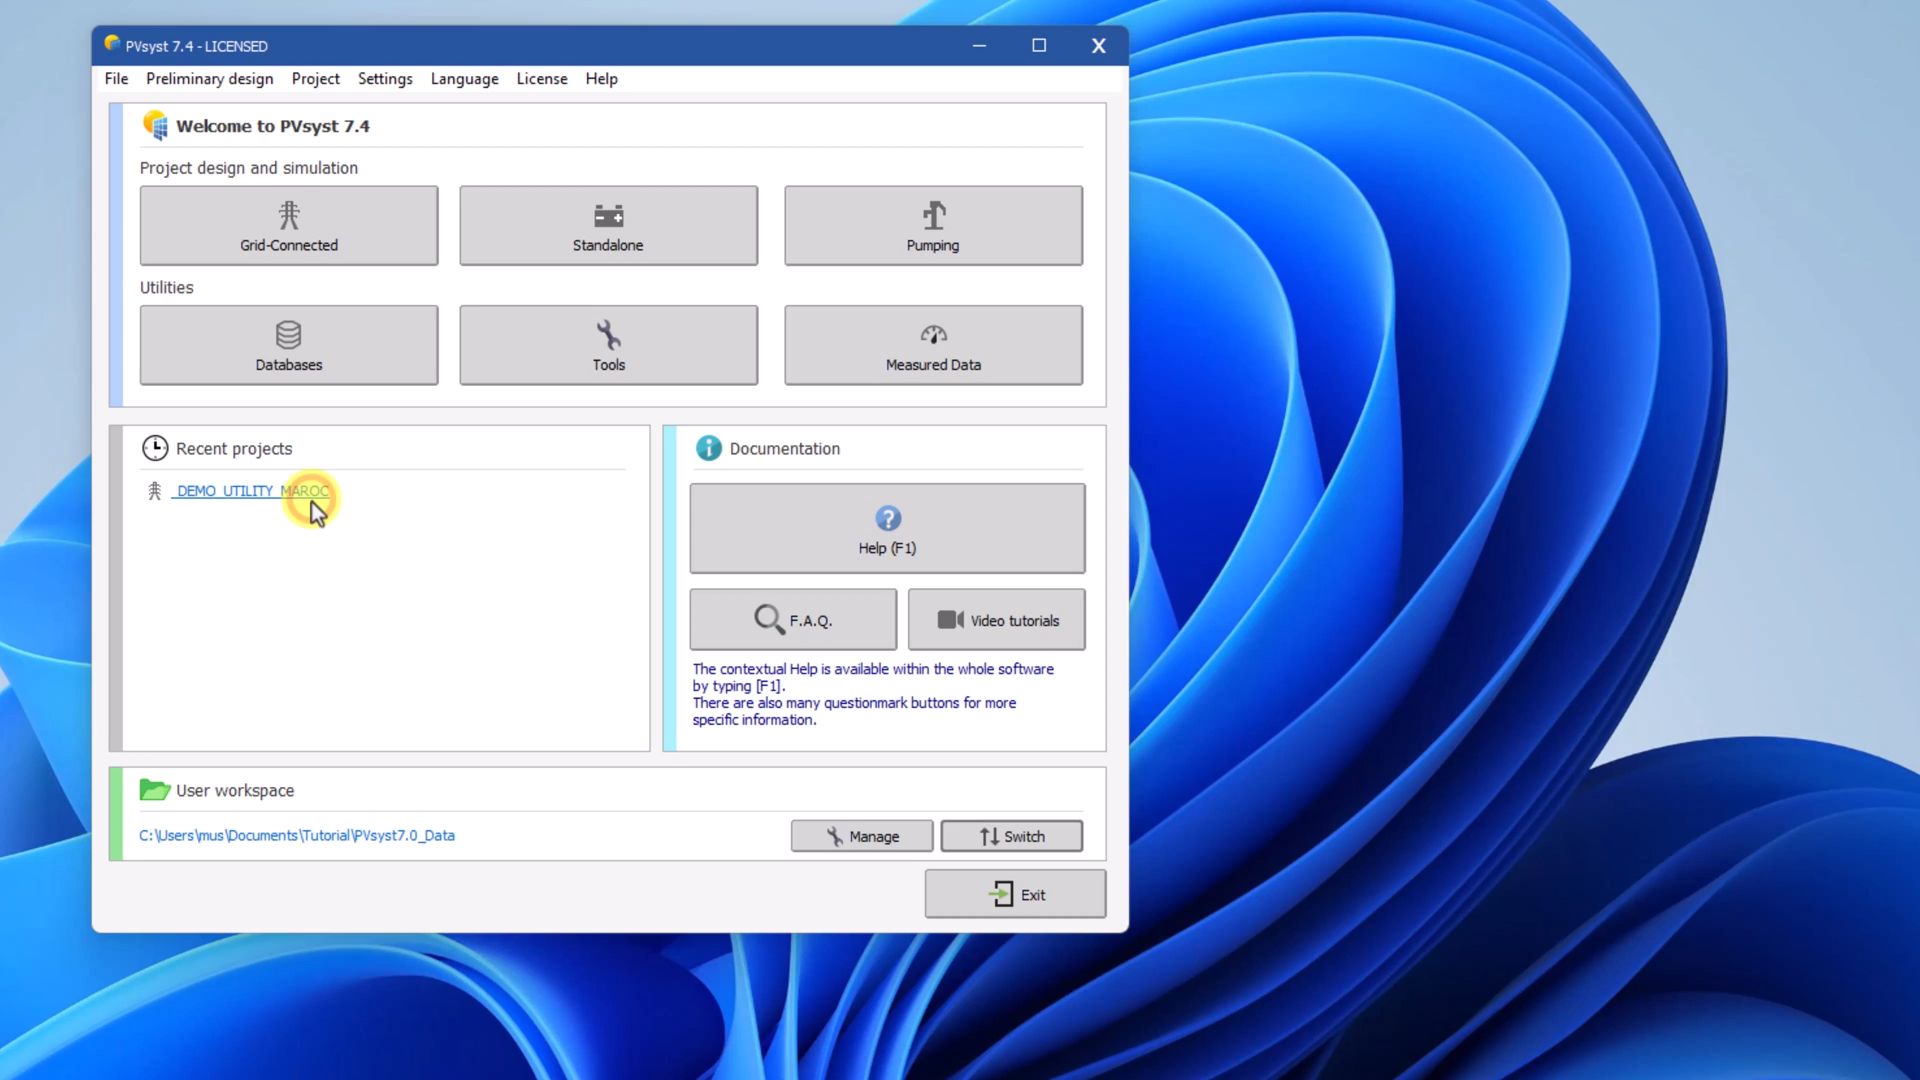 PVsyst 7.4 - LICENSED
File Preliminary design Project Settings Language License Help
Welcome to PVsyst 7.4
Project design and simulation
Grid-Connected Standalone Pumping
Utilities
Databases Tools Measured Data
Recent projects
_DEMO_UTILITY_MAROC
Documentation
Help (F1)
F.A.Q. Video tutorials
The contextual Help is available within the whole software
by typing [F1].
There are also many questionmark buttons for more
specific information.
User workspace
C:\Users\mus\Documents\Tutorial\PVsyst7.0_Data
Manage Switch
Exit